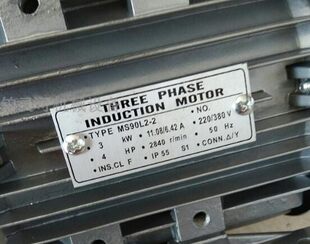 THREE PHASE
INDUCTION MOTOR
• TYPE MS90L2-2 • NO.
• 3 kW • 11.08/6.42 A • 220/380 V
• 4 HP • 2840 r/min • 50 Hz
• INS.CL F • IP 55 S1 • CONN.Δ/Y